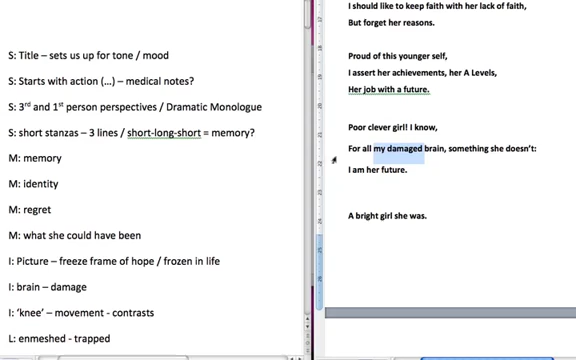 S: Title – sets us up for tone / mood
S: Starts with action (...) – medical notes?
S: 3rd and 1st person perspectives / Dramatic Monologue
S: short stanzas – 3 lines / short-long-short = memory?
M: memory
M: identity
M: regret
M: what she could have been
I: Picture – freeze frame of hope / frozen in life
I: brain – damage
I: ‘knee’ – movement - contrasts
L: enmeshed - trapped
I should like to keep faith with her lack of faith,
But forget her reasons.
Proud of this younger self,
I assert her achievements, her A Levels,
Her job with a future.
Poor clever girl! I know,
For all my damaged brain, something she doesn’t:
I am her future.
A bright girl she was.